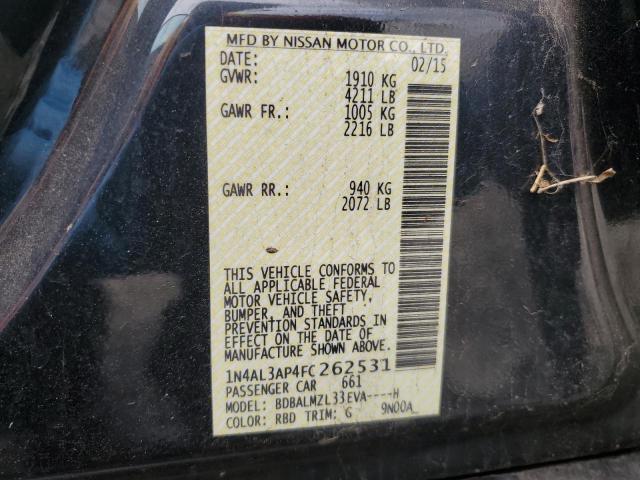 MFD BY NISSAN MOTOR CO., LTD.
DATE: 02/15
GVWR: 1910 KG
4211 LB
GAWR FR.: 1005 KG
2216 LB
GAWR RR.: 940 KG
2072 LB
THIS VEHICLE CONFORMS TO
ALL APPLICABLE FEDERAL
MOTOR VEHICLE SAFETY,
BUMPER, AND THEFT
PREVENTION STANDARDS IN
EFFECT ON THE DATE OF
MANUFACTURE SHOWN ABOVE.
1N4AL3AP4FC262531
PASSENGER CAR 661
MODEL: BDBALMZL33EVA----H
COLOR: RBD TRIM: G 9N00A